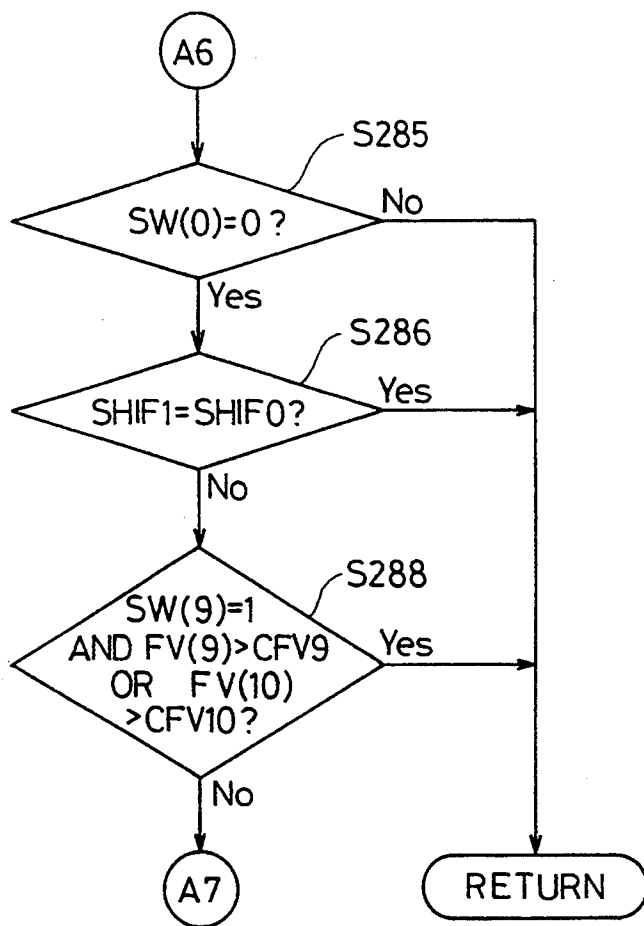 A6
S285
SW(0)=0?
No
Yes
S286
SHIF1=SHIF0?
Yes
No
S288
SW(9)=1
AND FV(9)>CFV9
OR FV(10)
>CFV10?
Yes
No
A7
RETURN